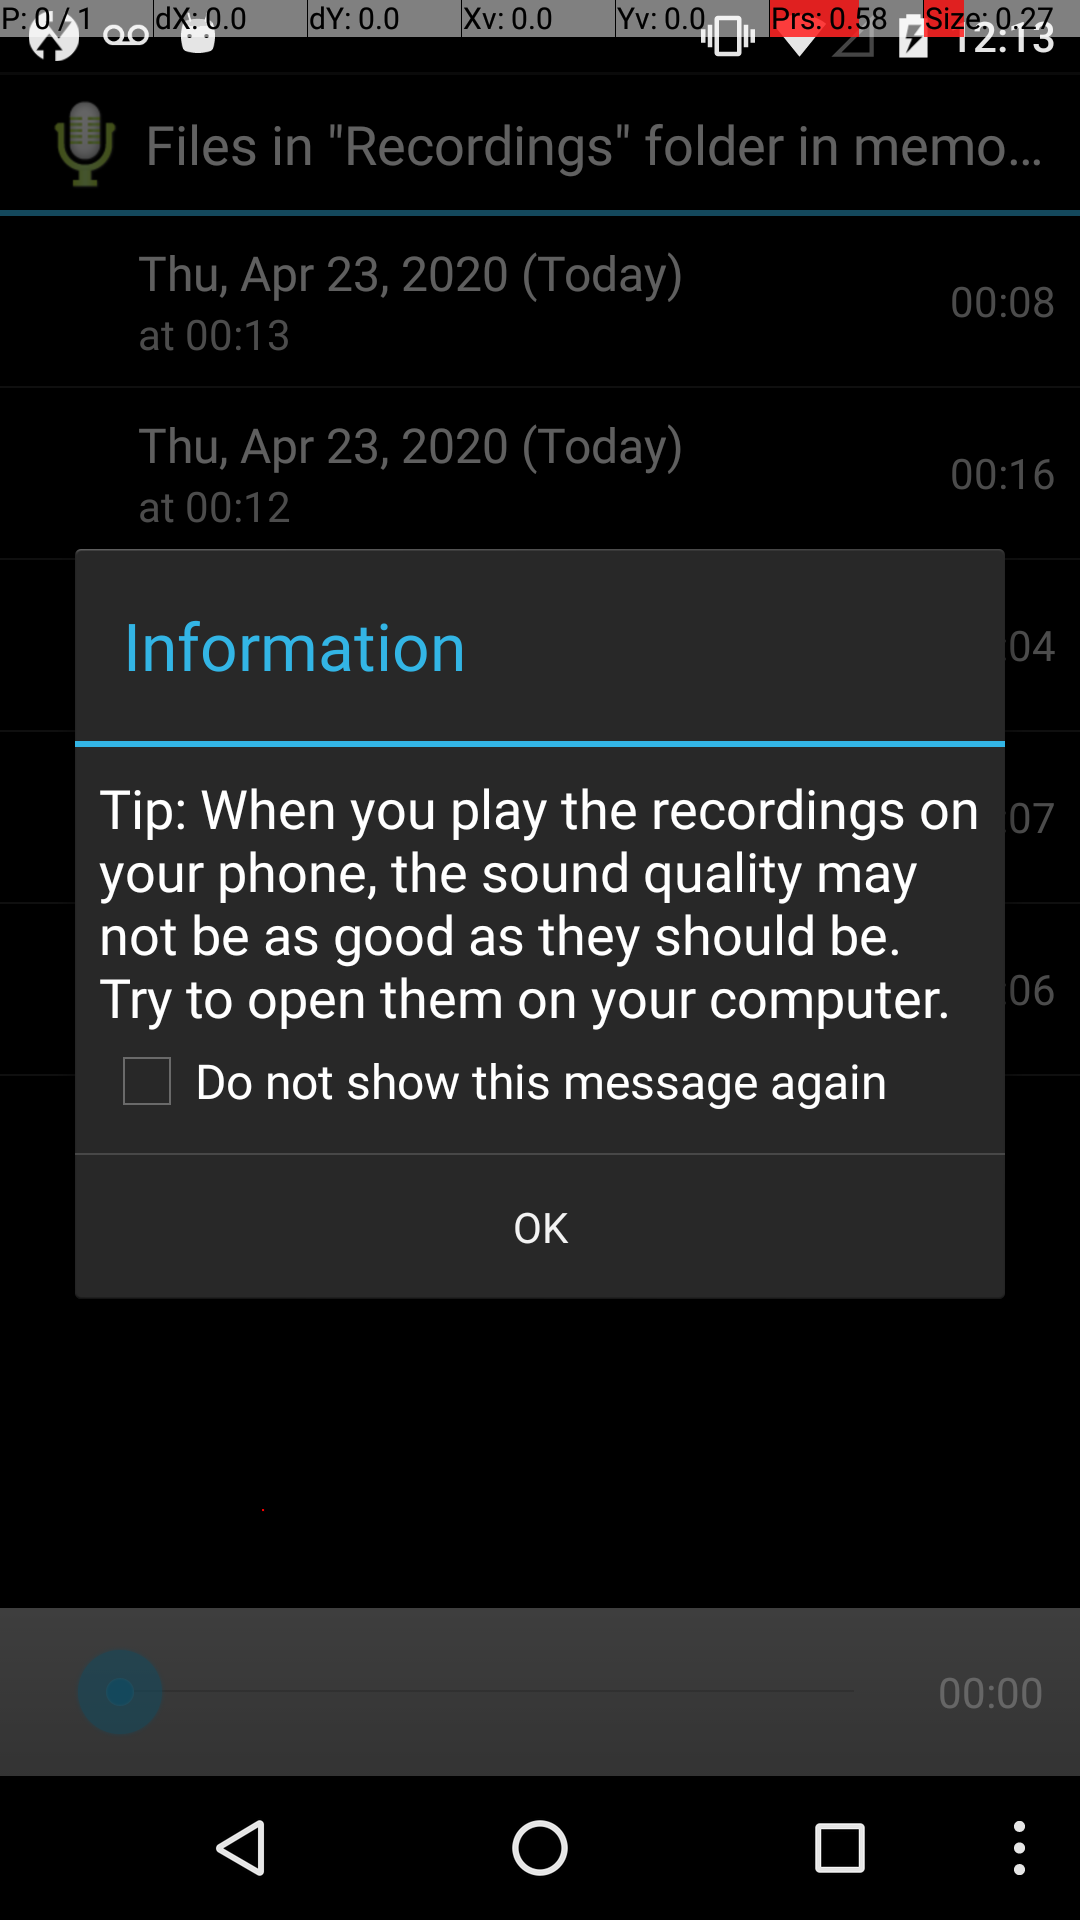 P: 0 / 1 dX: 0.0 dY: 0.0 Xv: 0.0 Yv: 0.0 Prs: 0.58 Size: 0.27
12:13
Files in "Recordings" folder in memo...
Thu, Apr 23, 2020 (Today)
at 00:13
00:08
Thu, Apr 23, 2020 (Today)
at 00:12
00:16
:04
:07
:06
Information
Tip: When you play the recordings on
your phone, the sound quality may
not be as good as they should be.
Try to open them on your computer.
Do not show this message again
OK
00:00